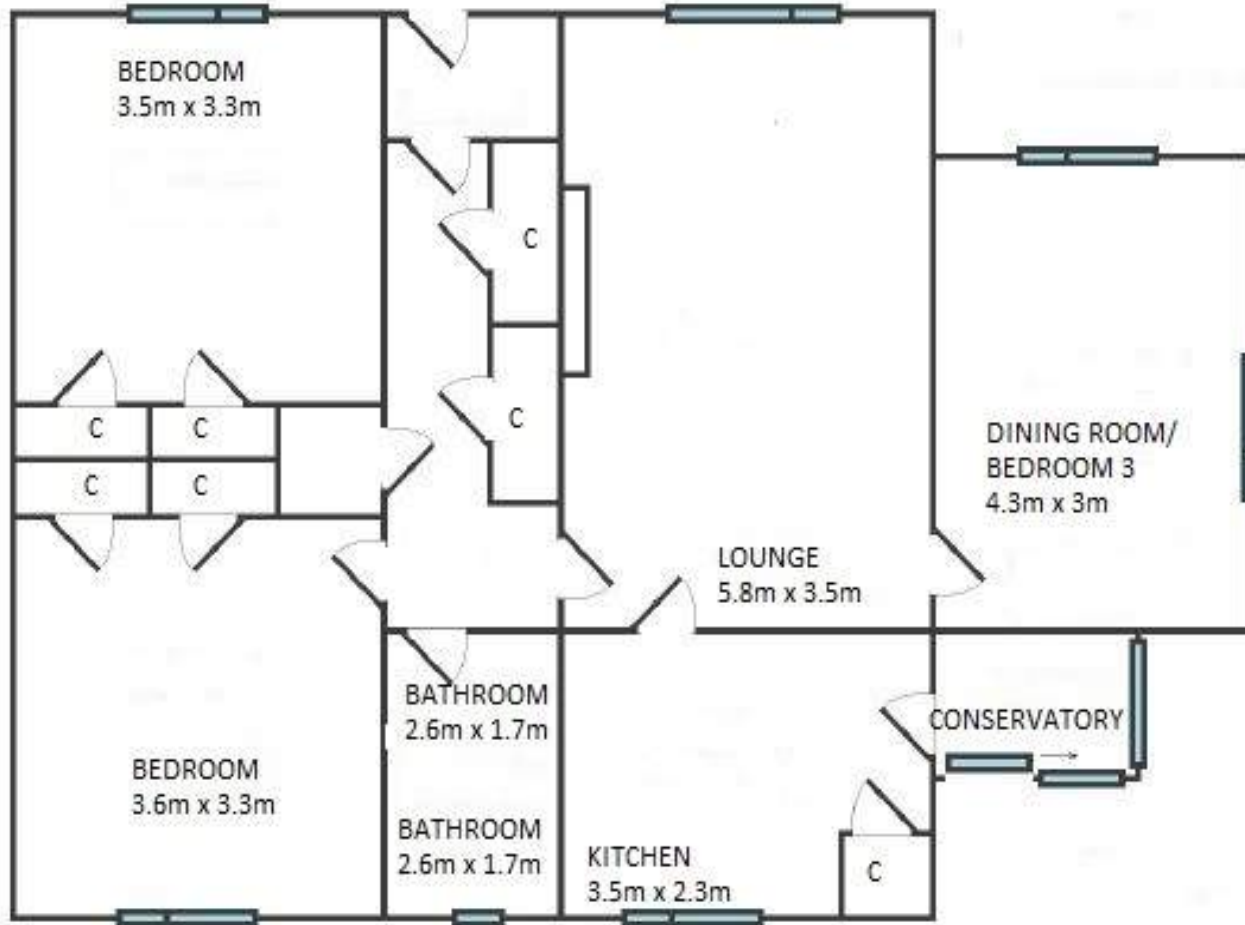 BEDROOM
3.5m x 3.3m
C
C
C
C
C
C
DINING ROOM/
BEDROOM 3
4.3m x 3m
LOUNGE
5.8m x 3.5m
BATHROOM
2.6m x 1.7m
CONSERVATORY
BEDROOM
3.6m x 3.3m
BATHROOM
2.6m x 1.7m
KITCHEN
3.5m x 2.3m
C